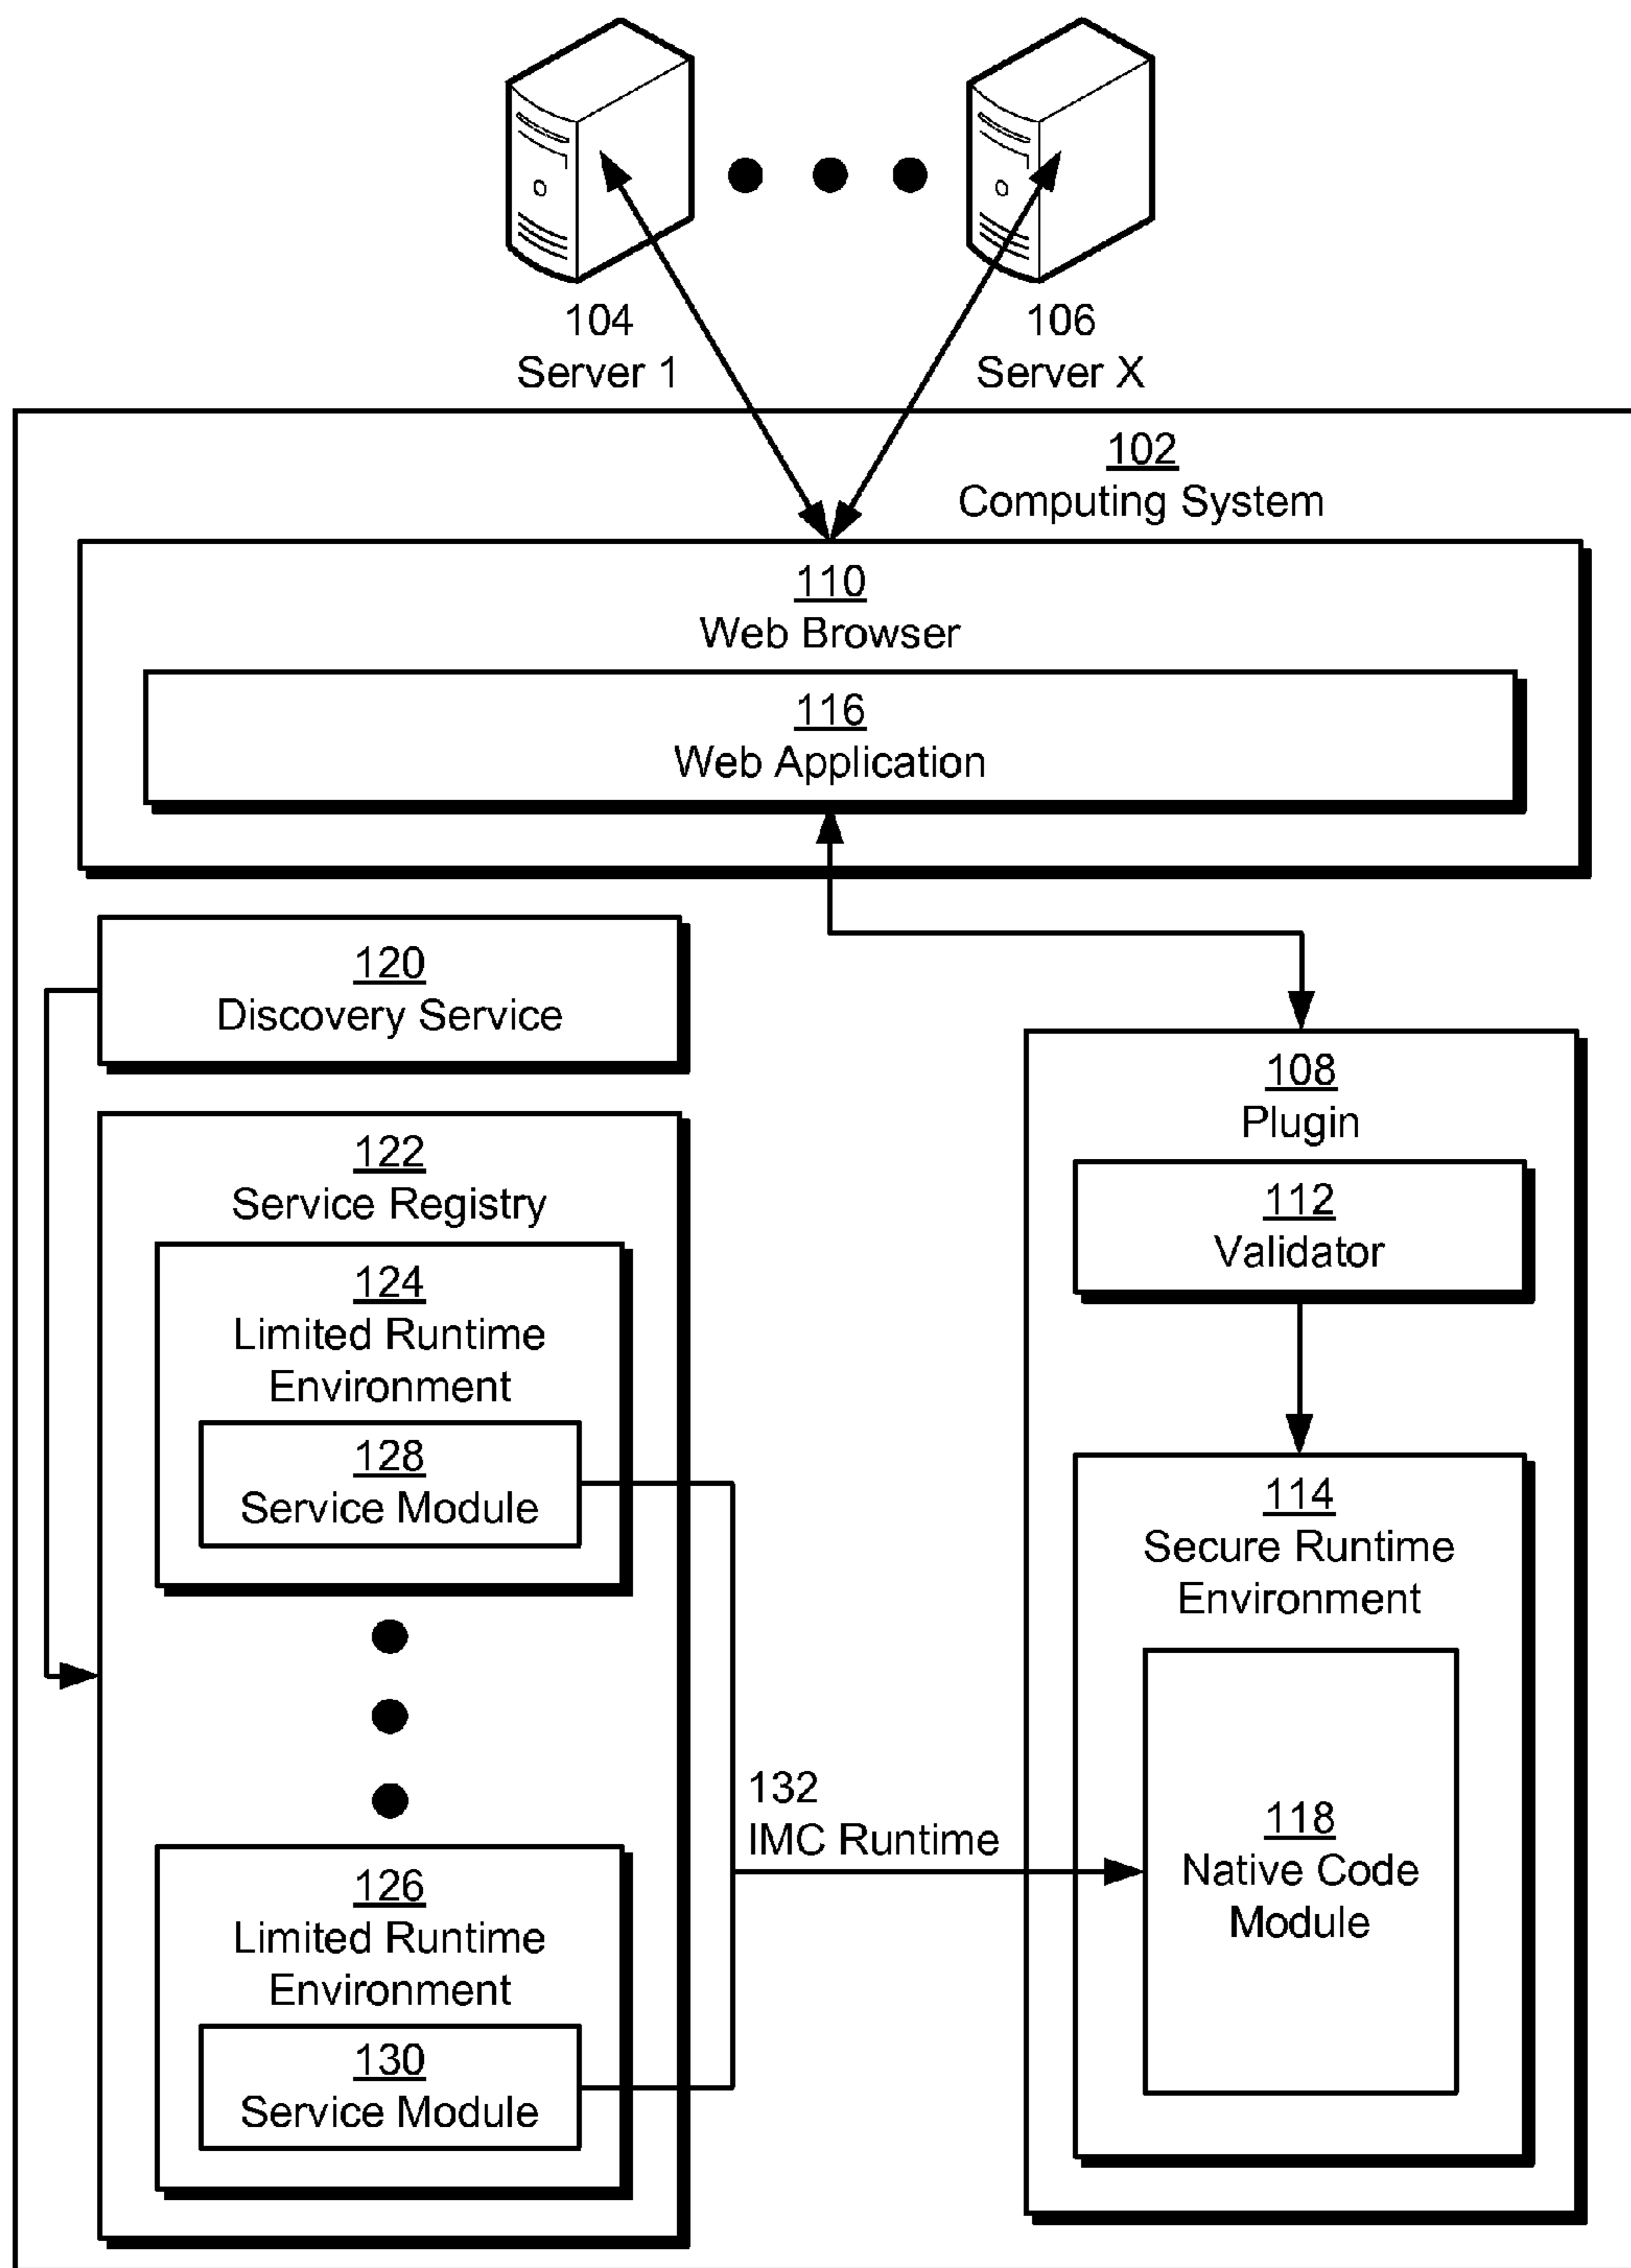 104
Server 1
106
Server X
102
Computing System
110
Web Browser
116
Web Application
120
Discovery Service
108
Plugin
112
Validator
122
Service Registry
124
Limited Runtime
Environment
128
Service Module
114
Secure Runtime
Environment
132
IMC Runtime
118
Native Code
Module
126
Limited Runtime
Environment
130
Service Module